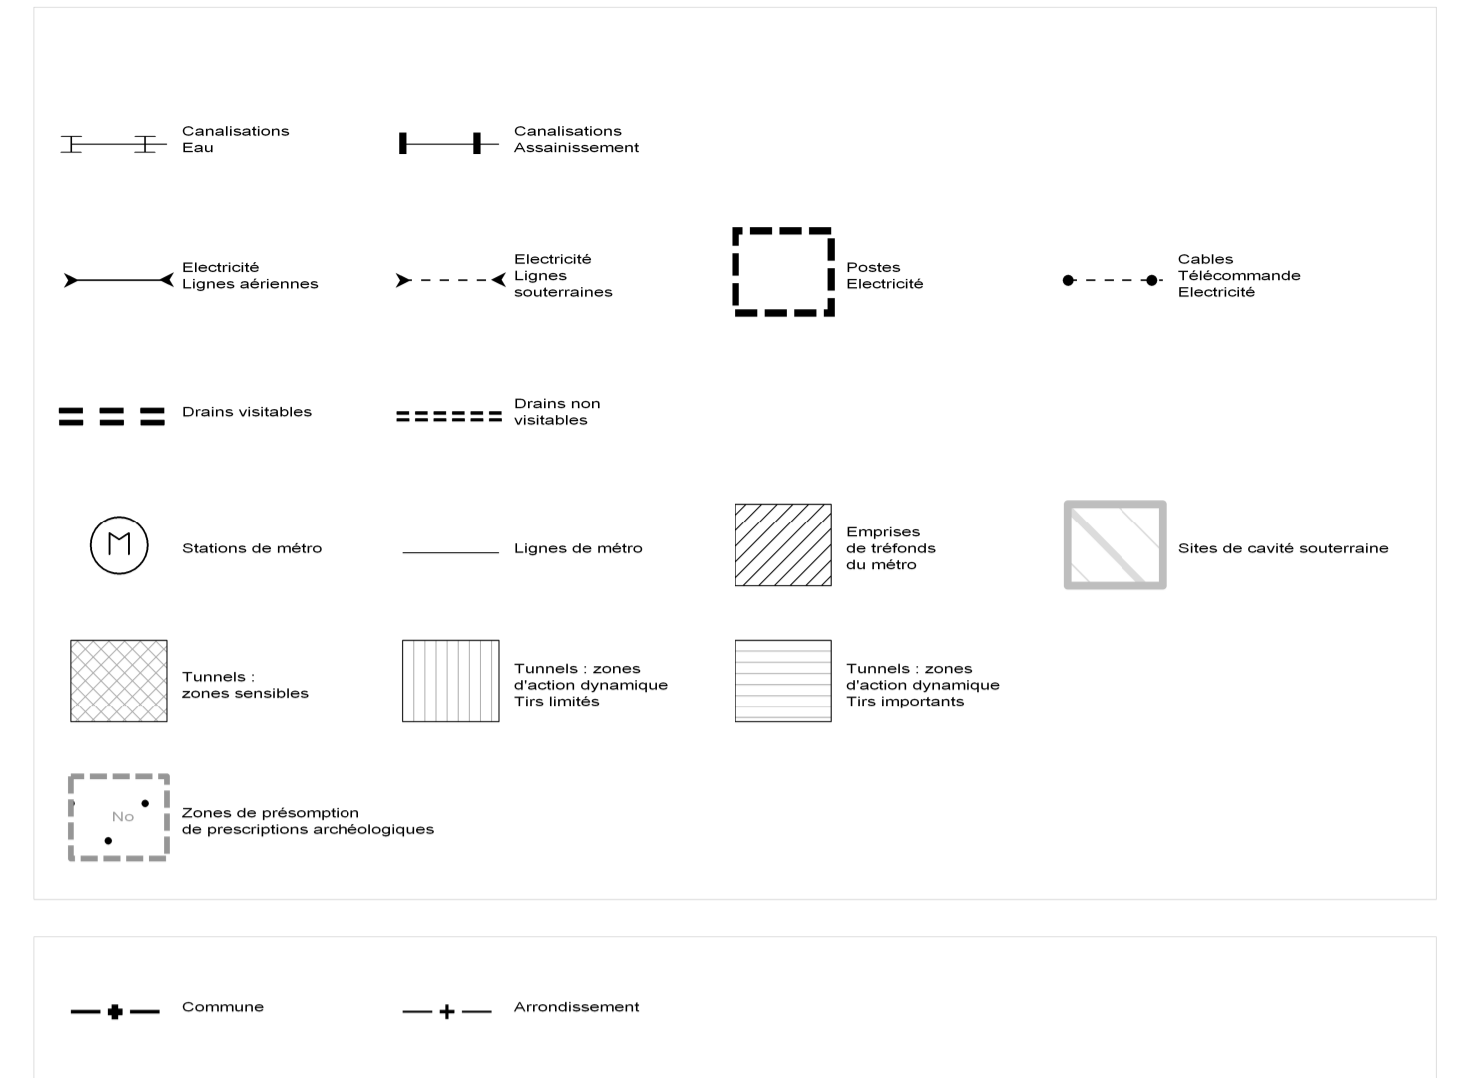 Canalisations
Eau
Canalisations
Assainissement
Electricité
Lignes aériennes
Electricité
Lignes
souterraines
Postes
Electricité
Cables
Télécommande
Electricité
Drains visitables
Drains non
visitables
M
Stations de métro
Lignes de métro
Emprises
de tréfonds
du métro
Sites de cavité souterraine
Tunnels :
zones sensibles
Tunnels : zones
d'action dynamique
Tirs limités
Tunnels : zones
d'action dynamique
Tirs importants
No
Zones de présomption
de prescriptions archéologiques
Commune
Arrondissement